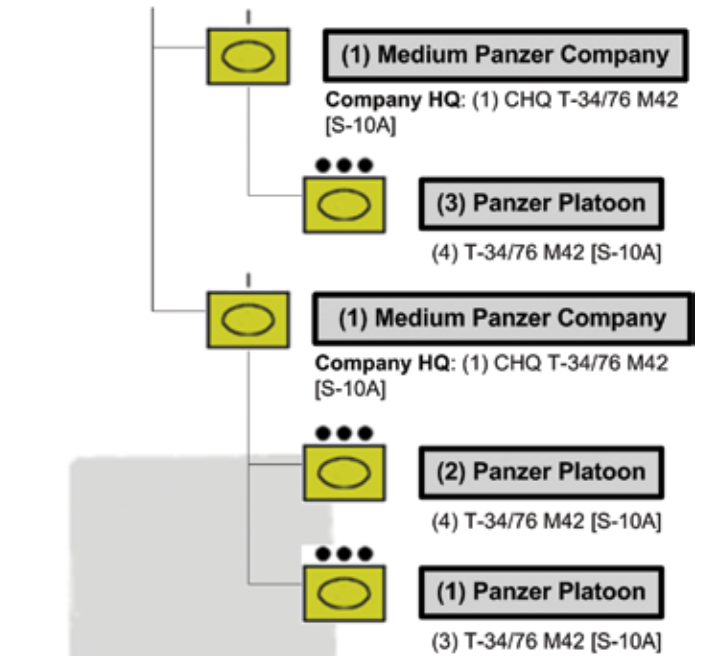 (1) Medium Panzer Company
Company HQ: (1) CHQ T-34/76 M42
[S-10A]
(3) Panzer Platoon
(4) T-34/76 M42 [S-10A]
(1) Medium Panzer Company
Company HQ: (1) CHQ T-34/76 M42
[S-10A]
(2) Panzer Platoon
(4) T-34/76 M42 [S-10A]
(1) Panzer Platoon
(3) T-34/76 M42 [S-10A]